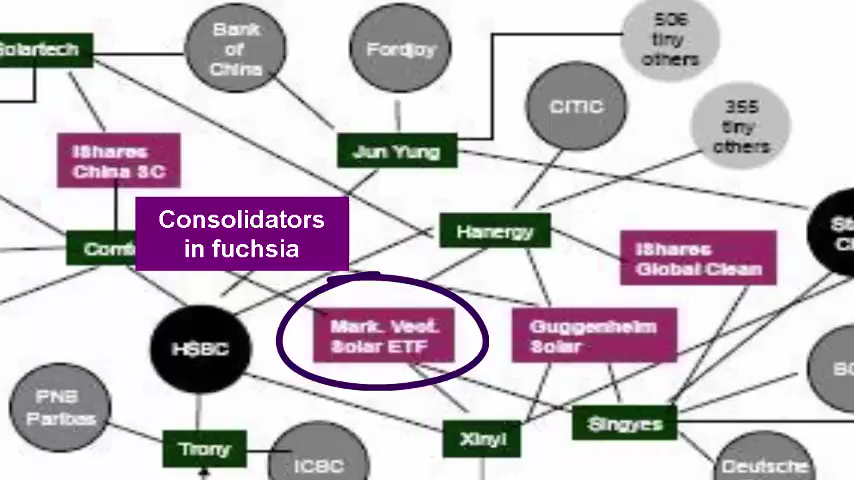 Solartech
Bank
of
China
Fordjoy
506
tiny
others
CITIC
355
tiny
others
iShares
China SC
Jun Yung
Consolidators
in fuchsia
Hanergy
iShares
Global Clean
HSBC
Mark. Vect.
Solar ETF
Guggenheim
Solar
PNB
Paribas
Trony
ICBC
Xinyi
Singyes
Deutsche